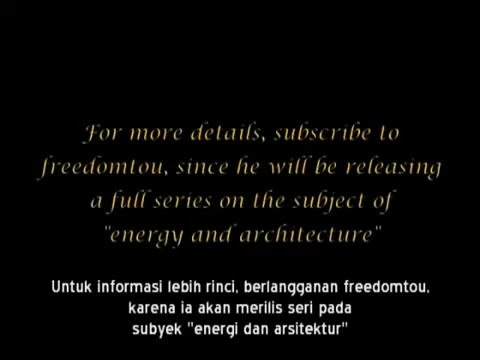 For more details, subscribe to
freedomtou, since he will be releasing
a full series on the subject of
"energy and architecture"
Untuk informasi lebih rinci, berlangganan freedomtou,
karena ia akan merilis seri pada
subyek "energi dan arsitektur"